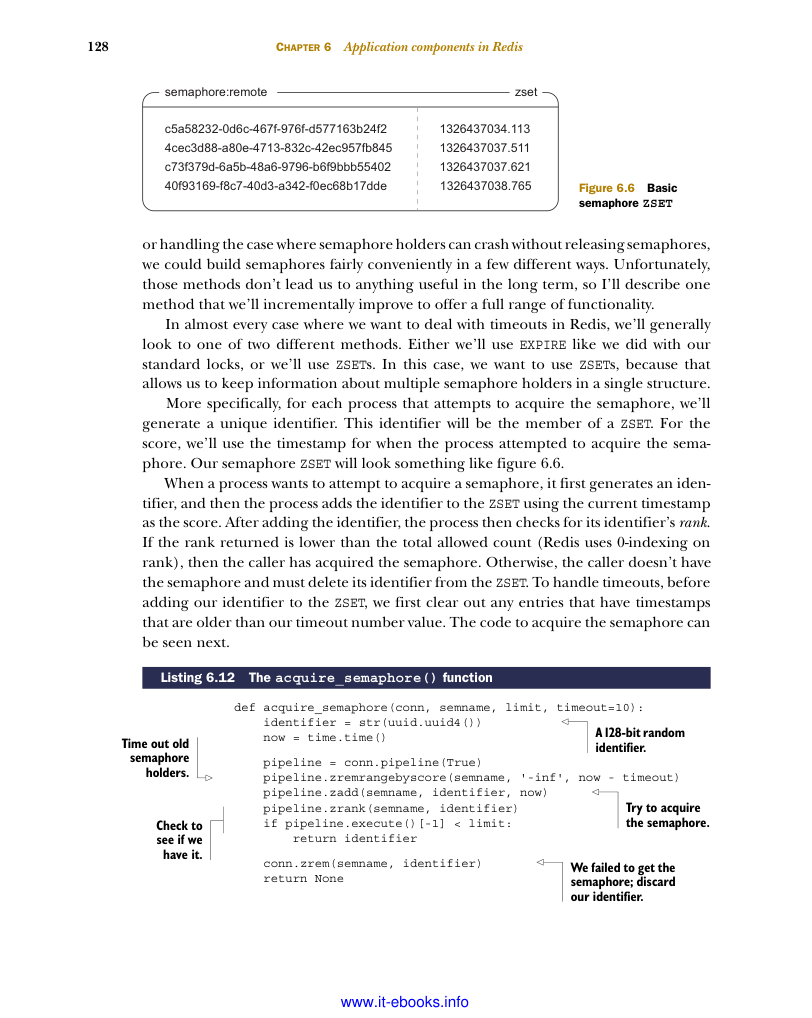 128
CHAPTER 6 Application components in Redis
semaphore:remote zset
c5a58232-0d6c-467f-976f-d577163b24f2 1326437034.113
4cec3d88-a80e-4713-832c-42ec957fb845 1326437037.511
c73f379d-6a5b-48a6-9796-b6f9bbb55402 1326437037.621
40f93169-f8c7-40d3-a342-f0ec68b17dde 1326437038.765
Figure 6.6 Basic
semaphore ZSET
or handling the case where semaphore holders can crash without releasing semaphores,
we could build semaphores fairly conveniently in a few different ways. Unfortunately,
those methods don't lead us to anything useful in the long term, so I'll describe one
method that we'll incrementally improve to offer a full range of functionality.
In almost every case where we want to deal with timeouts in Redis, we'll generally
look to one of two different methods. Either we'll use EXPIRE like we did with our
standard locks, or we'll use ZSETs. In this case, we want to use ZSETs, because that
allows us to keep information about multiple semaphore holders in a single structure.
More specifically, for each process that attempts to acquire the semaphore, we'll
generate a unique identifier. This identifier will be the member of a ZSET. For the
score, we'll use the timestamp for when the process attempted to acquire the sema-
phore. Our semaphore ZSET will look something like figure 6.6.
When a process wants to attempt to acquire a semaphore, it first generates an iden-
tifier, and then the process adds the identifier to the ZSET using the current timestamp
as the score. After adding the identifier, the process then checks for its identifier's rank.
If the rank returned is lower than the total allowed count (Redis uses 0-indexing on
rank), then the caller has acquired the semaphore. Otherwise, the caller doesn't have
the semaphore and must delete its identifier from the ZSET. To handle timeouts, before
adding our identifier to the ZSET, we first clear out any entries that have timestamps
that are older than our timeout number value. The code to acquire the semaphore can
be seen next.
Listing 6.12 The acquire_semaphore() function
def acquire_semaphore(conn, semname, limit, timeout=10):
identifier = str(uuid.uuid4())
now = time.time()
A 128-bit random
identifier.
Time out old
semaphore
holders.
pipeline = conn.pipeline(True)
pipeline.zremrangebyscore(semname, '-inf', now - timeout)
pipeline.zadd(semname, identifier, now)
pipeline.zrank(semname, identifier)
if pipeline.execute()[-1] < limit:
return identifier
Try to acquire
the semaphore.
Check to
see if we
have it.
conn.zrem(semname, identifier)
return None
We failed to get the
semaphore; discard
our identifier.
www.it-ebooks.info